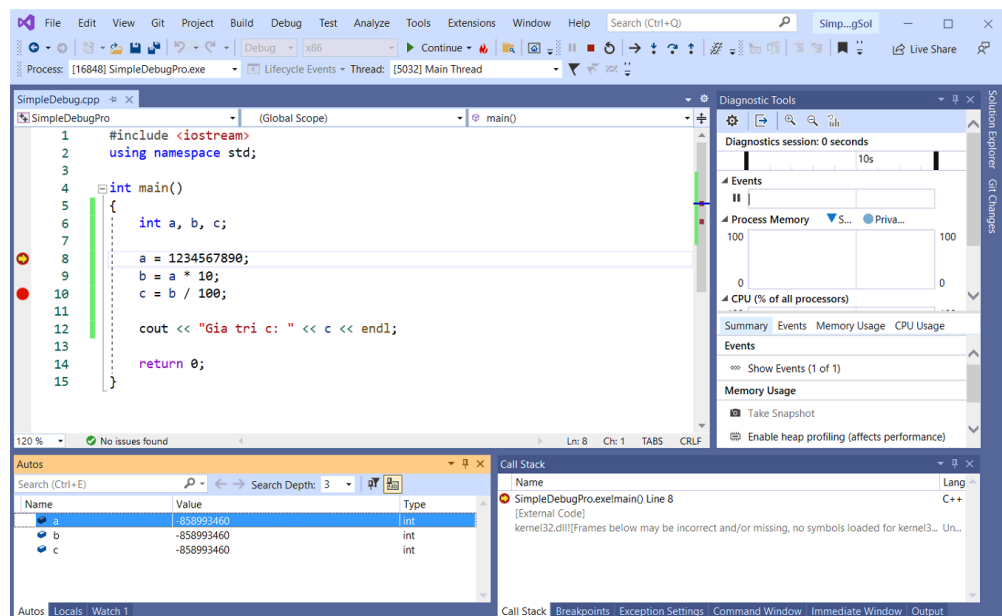 File Edit View Git Project Build Debug Test Analyze Tools Extensions Window Help Search (Ctrl+Q) Simp...gSol
Debug x86 Continue Live Share
Process: [16848] SimpleDebugPro.exe Lifecycle Events Thread: [5032] Main Thread
SimpleDebug.cpp
SimpleDebugPro (Global Scope) main()
1 #include <iostream>
2 using namespace std;
3
4 int main()
5 {
6 int a, b, c;
7
8 a = 1234567890;
9 b = a * 10;
10 c = b / 100;
11
12 cout << "Gia tri c: " << c << endl;
13
14 return 0;
15 }
120 % No issues found Ln: 8 Ch: 1 TABS CRLF
Diagnostic Tools
Diagnostics session: 0 seconds
10s
Events
Process Memory S... Priva...
100 100
0 0
CPU (% of all processors)
Summary Events Memory Usage CPU Usage
Events
Show Events (1 of 1)
Memory Usage
Take Snapshot
Enable heap profiling (affects performance)
Solution Explorer
Git Changes
Autos
Search (Ctrl+E) Search Depth: 3
Name Value Type
a -858993460 int
b -858993460 int
c -858993460 int
Autos Locals Watch 1
Call Stack
Name Lang
SimpleDebugPro.exe!main() Line 8 C++
[External Code]
kernel32.dll![Frames below may be incorrect and/or missing, no symbols loaded for kernel3... Un...
Call Stack Breakpoints Exception Settings Command Window Immediate Window Output